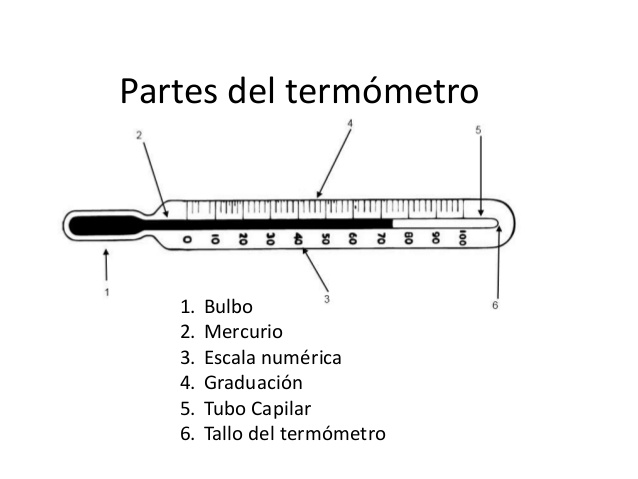 Partes del termómetro
2
4
5
0 10 20 30 40 50 60 70 80 90 100
1
3
6
1. Bulbo
2. Mercurio
3. Escala numérica
4. Graduación
5. Tubo Capilar
6. Tallo del termómetro